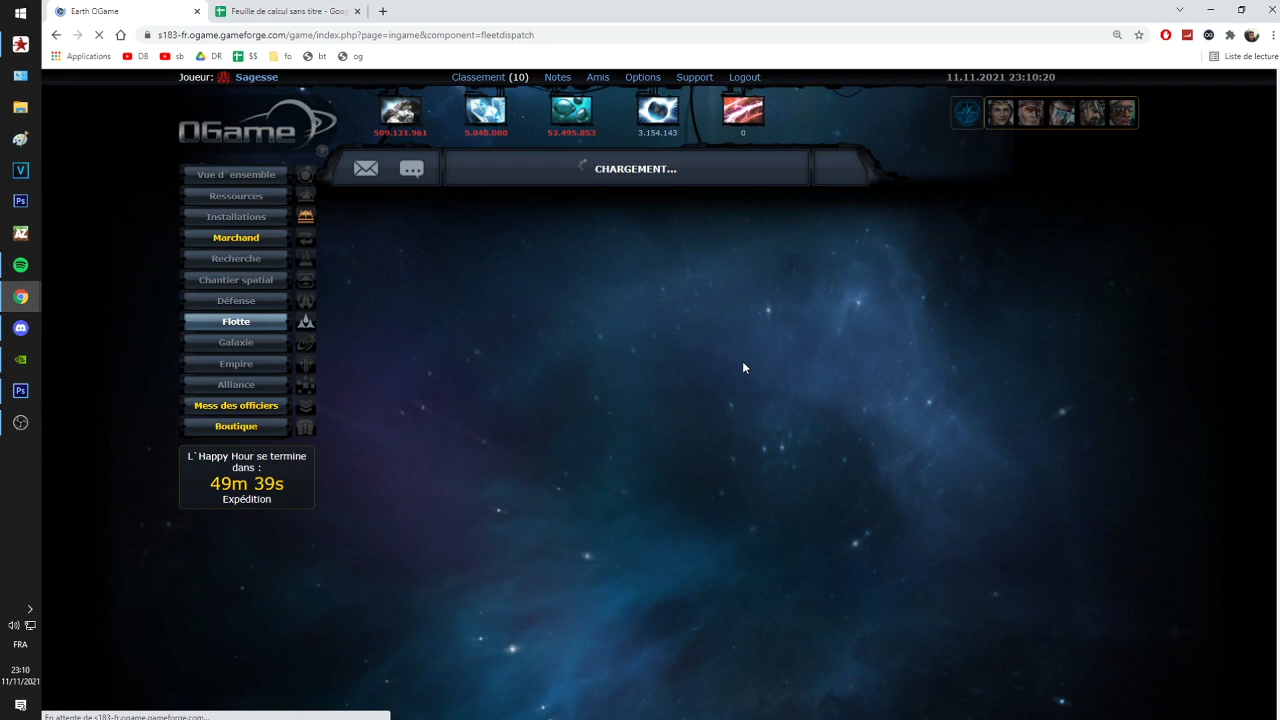 Earth OGame
Feuille de calcul sans titre - Goog
s183-fr.ogame.gameforge.com/game/index.php?page=ingame&component=fleetdispatch
Applications DB sb DR $$ fo bt og Liste de lecture
Joueur: Sagesse Classement (10) Notes Amis Options Support Logout 11.11.2021 23:10:20
OGame
509.121.961 5.040.000 52.495.853 3.154.143 0
CHARGEMENT...
Vue d`ensemble
Ressources
Installations
Marchand
Recherche
Chantier spatial
Défense
Flotte
Galaxie
Empire
Alliance
Mess des officiers
Boutique
L`Happy Hour se termine
dans :
49m 39s
Expédition
FRA
23:10
11/11/2021
En attente de s183-fr.ogame.gameforge.com...